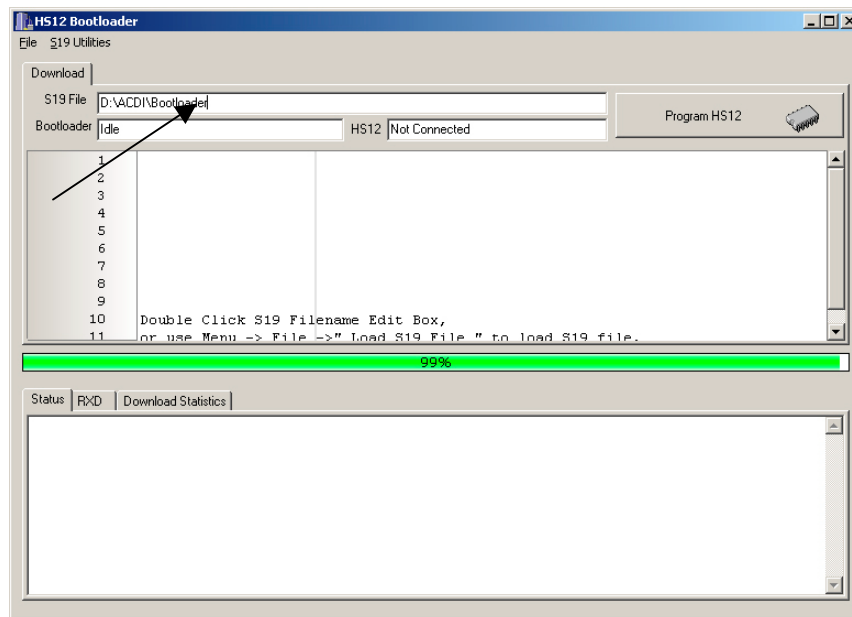 HS12 Bootloader
File S19 Utilities
Download
S19 File D:\ACDI\Bootloader
Program HS12
Bootloader Idle HS12 Not Connected
1
2
3
4
5
6
7
8
9
10 Double Click S19 Filename Edit Box,
11 or use Menu -> File ->" Load S19 File " to load S19 file.
99%
Status RXD Download Statistics